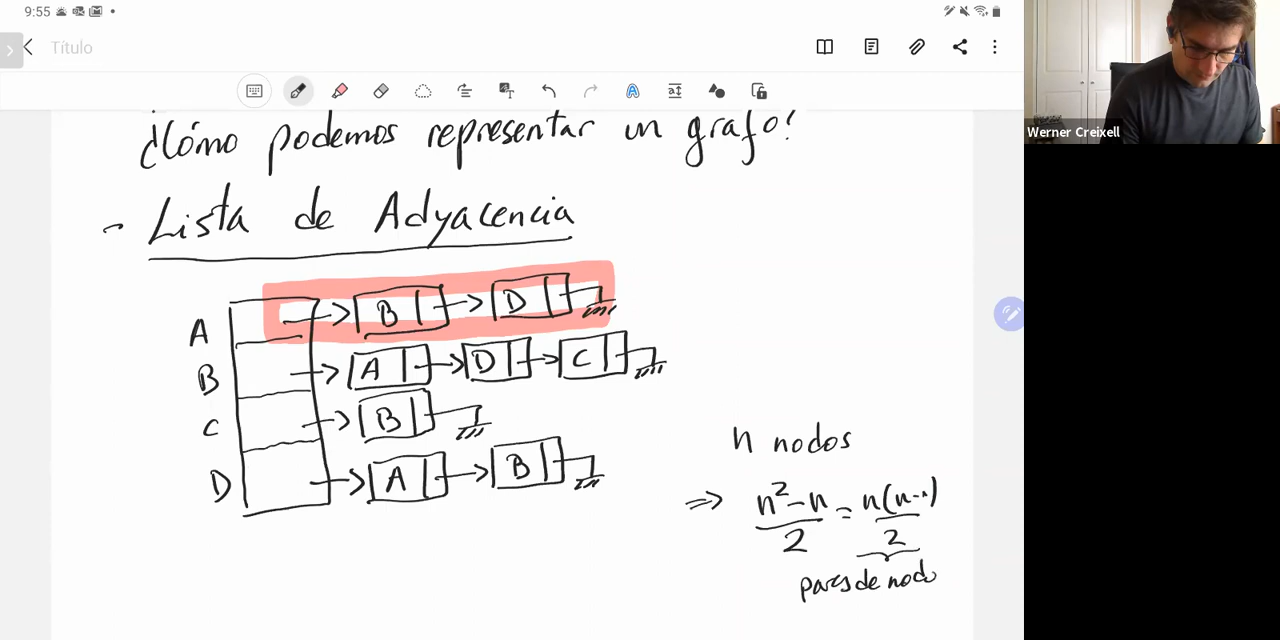 9:55
Título
¿Cómo podemos representar un grafo?
- Lista de Adyacencia
A → B → D
B → A → D → C
C → B
D → A → B
n nodos
⇒ n²-n/2 = n(n-1)/2
pares de nodo
Werner Creixell